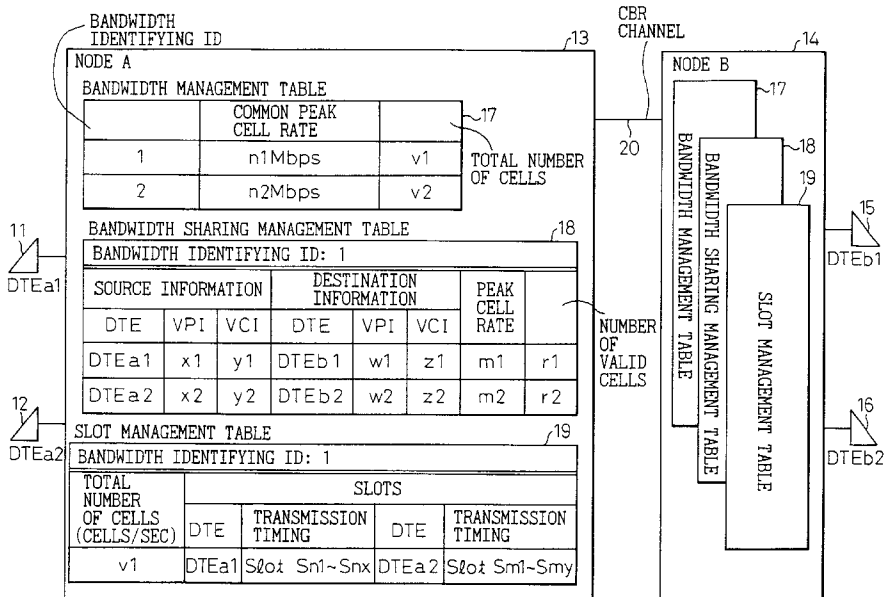 BANDWIDTH
IDENTIFYING ID
CBR
CHANNEL
13
14
NODE A
NODE B
BANDWIDTH MANAGEMENT TABLE
17
COMMON PEAK
CELL RATE
1 n1Mbps v1
2 n2Mbps v2
TOTAL NUMBER
OF CELLS
20
11
DTEa1
BANDWIDTH SHARING MANAGEMENT TABLE
18
BANDWIDTH IDENTIFYING ID: 1
SOURCE INFORMATION
DESTINATION
INFORMATION
PEAK
CELL
RATE
DTE VPI VCI DTE VPI VCI
DTEa1 x1 y1 DTEb1 w1 z1 m1 r1
DTEa2 x2 y2 DTEb2 w2 z2 m2 r2
NUMBER
OF
VALID
CELLS
12
DTEa2
SLOT MANAGEMENT TABLE
19
BANDWIDTH IDENTIFYING ID: 1
TOTAL
NUMBER
OF CELLS
(CELLS/SEC)
SLOTS
DTE
TRANSMISSION
TIMING
DTE
TRANSMISSION
TIMING
v1 DTEa1 Slot Sn1~Snx DTEa2 Slot Sm1~Smy
17
BANDWIDTH MANAGEMENT TABLE
18
BANDWIDTH SHARING MANAGEMENT TABLE
19
SLOT MANAGEMENT TABLE
15
DTEb1
16
DTEb2